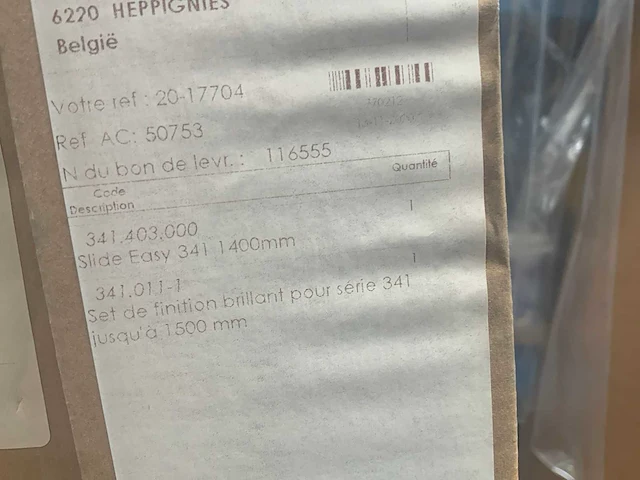 6220 HEPPIGNIES
België
Votre ref : 20-17704
Ref AC: 50753
N du bon de levr. : 116555
Code
Description
Quantité
341.403.000
1
Slide Easy 341 1400mm
341.011-1
1
Set de finition brillant pour série 341
jusqu'à 1500 mm